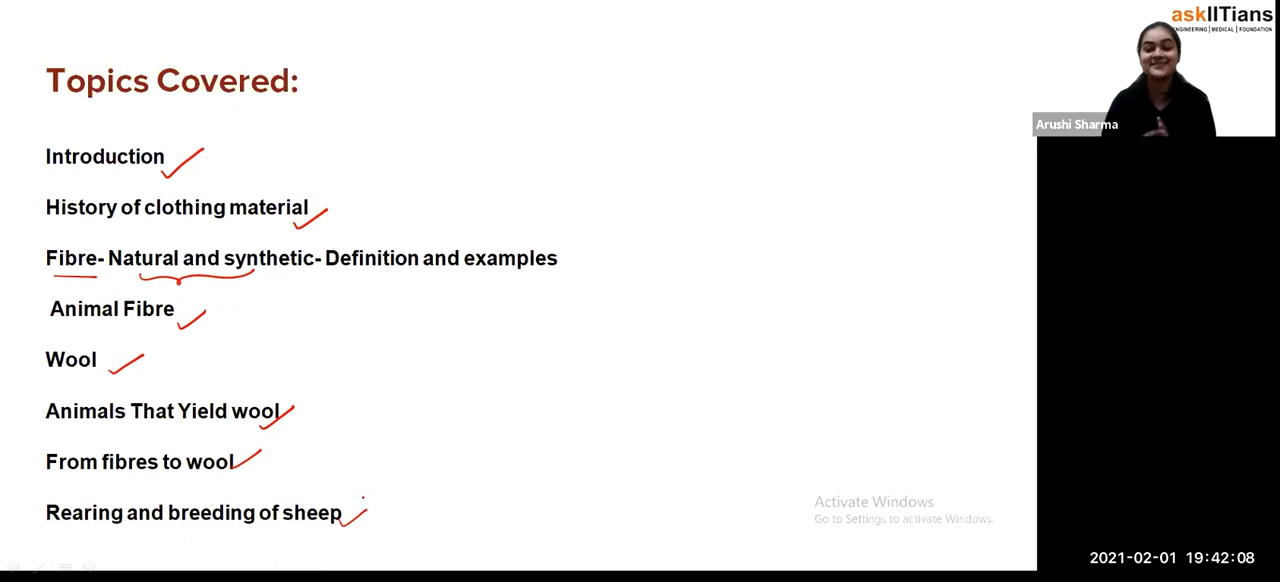 askIITians
ENGINEERING | MEDICAL | FOUNDATION
Arushi Sharma
Topics Covered:
Introduction
History of clothing material
Fibre- Natural and synthetic- Definition and examples
Animal Fibre
Wool
Animals That Yield wool
From fibres to wool
Rearing and breeding of sheep
Activate Windows
Go to Settings to activate Windows.
2021-02-01 19:42:08